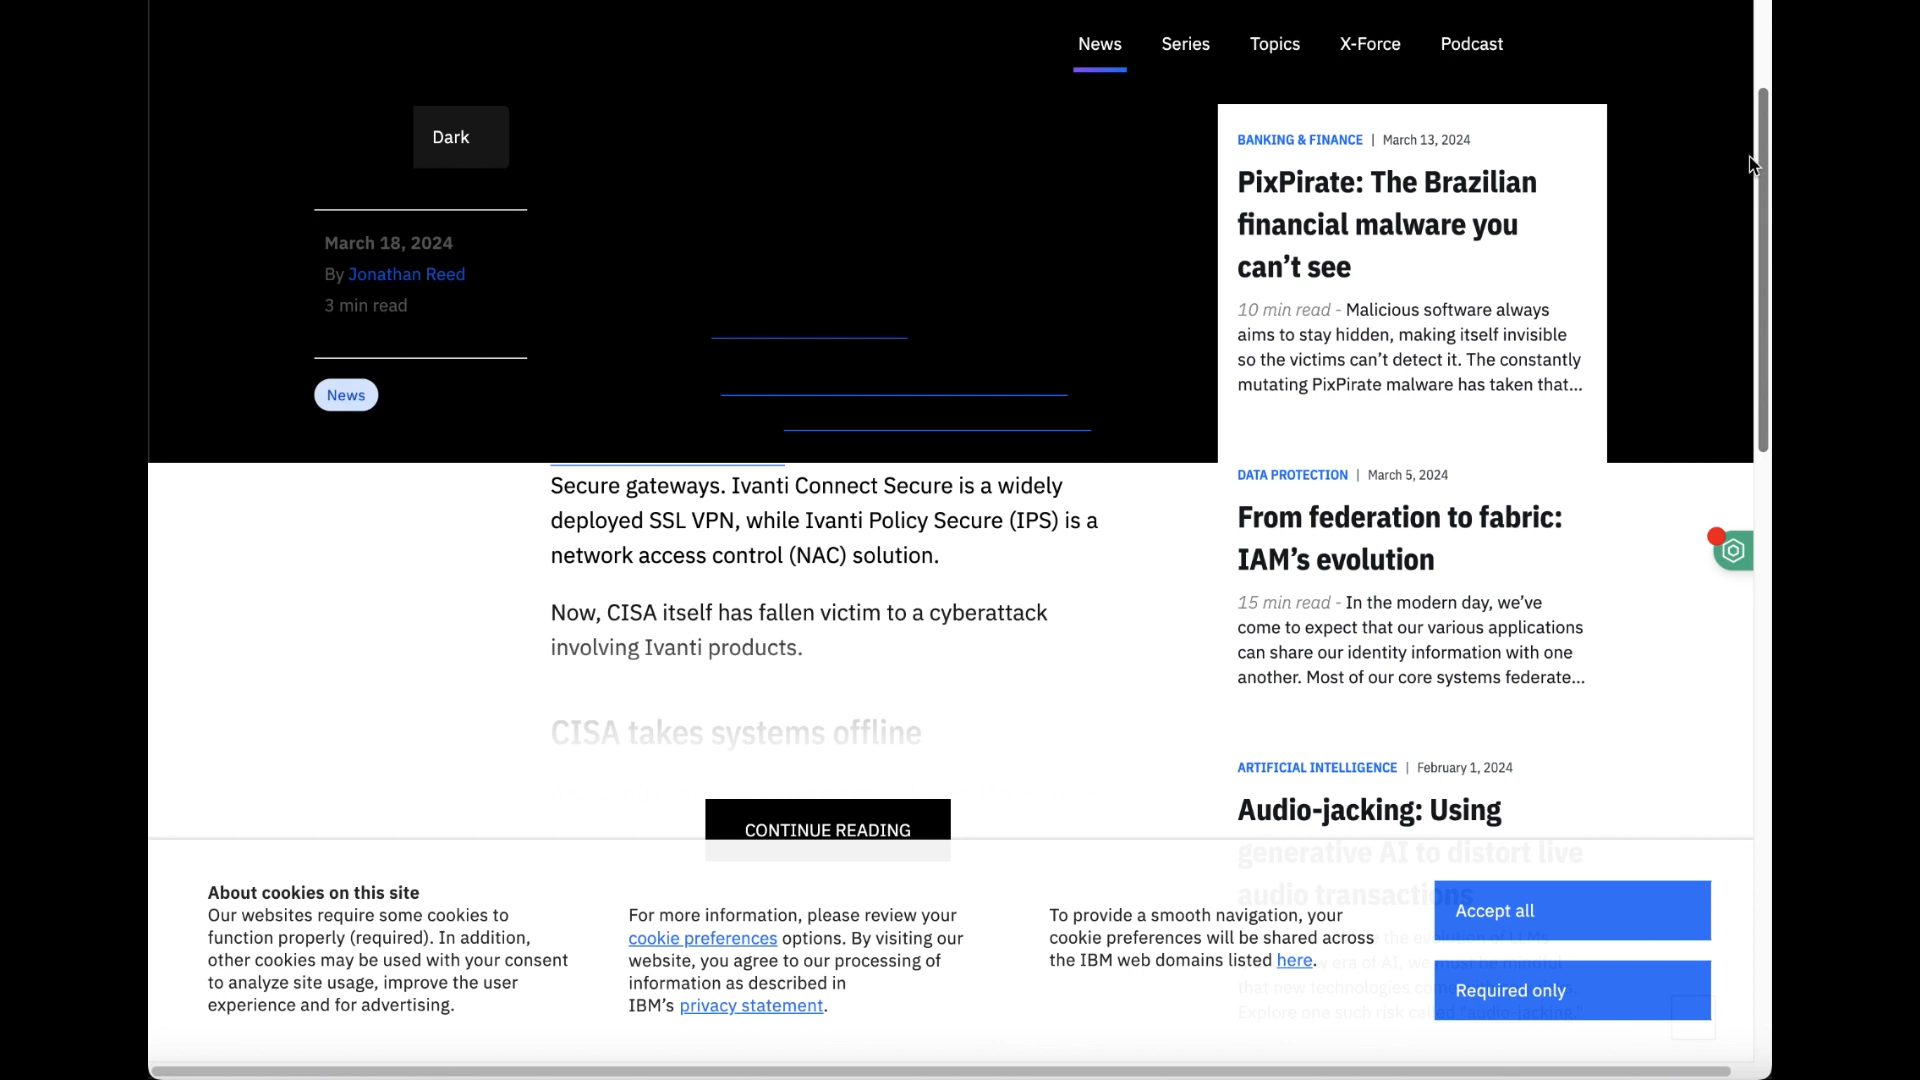 News Series Topics X-Force Podcast
Dark
March 18, 2024
By Jonathan Reed
3 min read
News
Secure gateways. Ivanti Connect Secure is a widely
deployed SSL VPN, while Ivanti Policy Secure (IPS) is a
network access control (NAC) solution.
Now, CISA itself has fallen victim to a cyberattack
involving Ivanti products.
CISA takes systems offline
CONTINUE READING
BANKING & FINANCE | March 13, 2024
PixPirate: The Brazilian
financial malware you
can't see
10 min read - Malicious software always
aims to stay hidden, making itself invisible
so the victims can't detect it. The constantly
mutating PixPirate malware has taken that...
DATA PROTECTION | March 5, 2024
From federation to fabric:
IAM's evolution
15 min read - In the modern day, we've
come to expect that our various applications
can share our identity information with one
another. Most of our core systems federate...
ARTIFICIAL INTELLIGENCE | February 1, 2024
Audio-jacking: Using
generative AI to distort live
audio transactions
About cookies on this site
Our websites require some cookies to
function properly (required). In addition,
other cookies may be used with your consent
to analyze site usage, improve the user
experience and for advertising.
For more information, please review your
cookie preferences options. By visiting our
website, you agree to our processing of
information as described in
IBM's privacy statement.
To provide a smooth navigation, your
cookie preferences will be shared across
the IBM web domains listed here.
Accept all
Required only